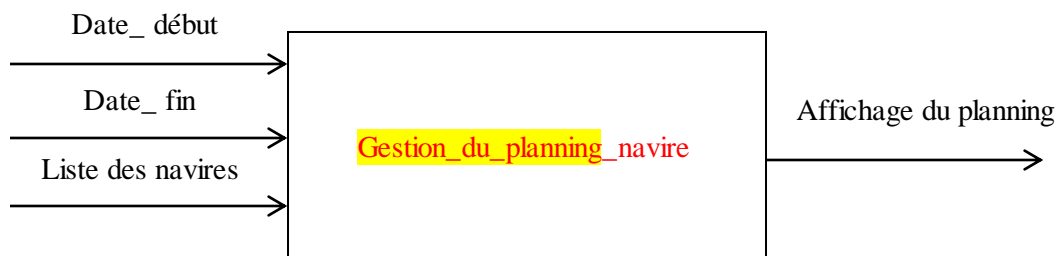 Date_ début
Date_ fin
Liste des navires
Gestion_du_planning_navire
Affichage du planning